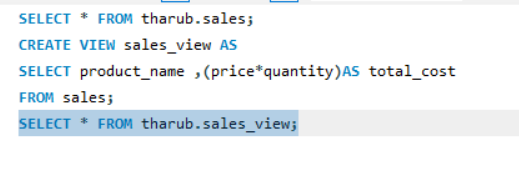 SELECT * FROM tharub.sales;
CREATE VIEW sales_view AS
SELECT product_name ,(price*quantity)AS total_cost
FROM sales;
SELECT * FROM tharub.sales_view;